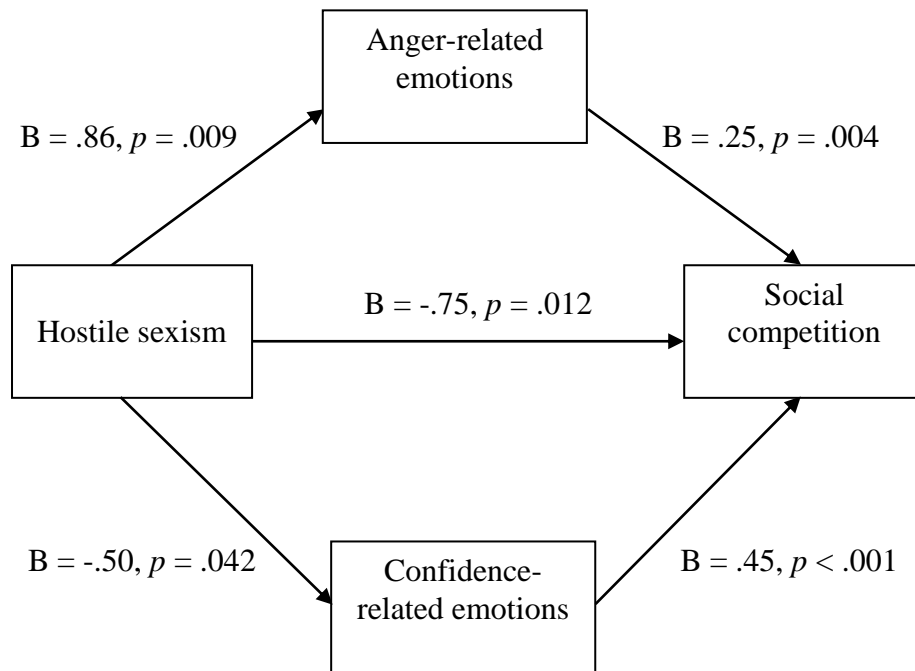 Anger-related
emotions
B = .86, p = .009
B = .25, p = .004
Hostile sexism
B = -.75, p = .012
Social
competition
B = -.50, p = .042
Confidence-
related emotions
B = .45, p < .001